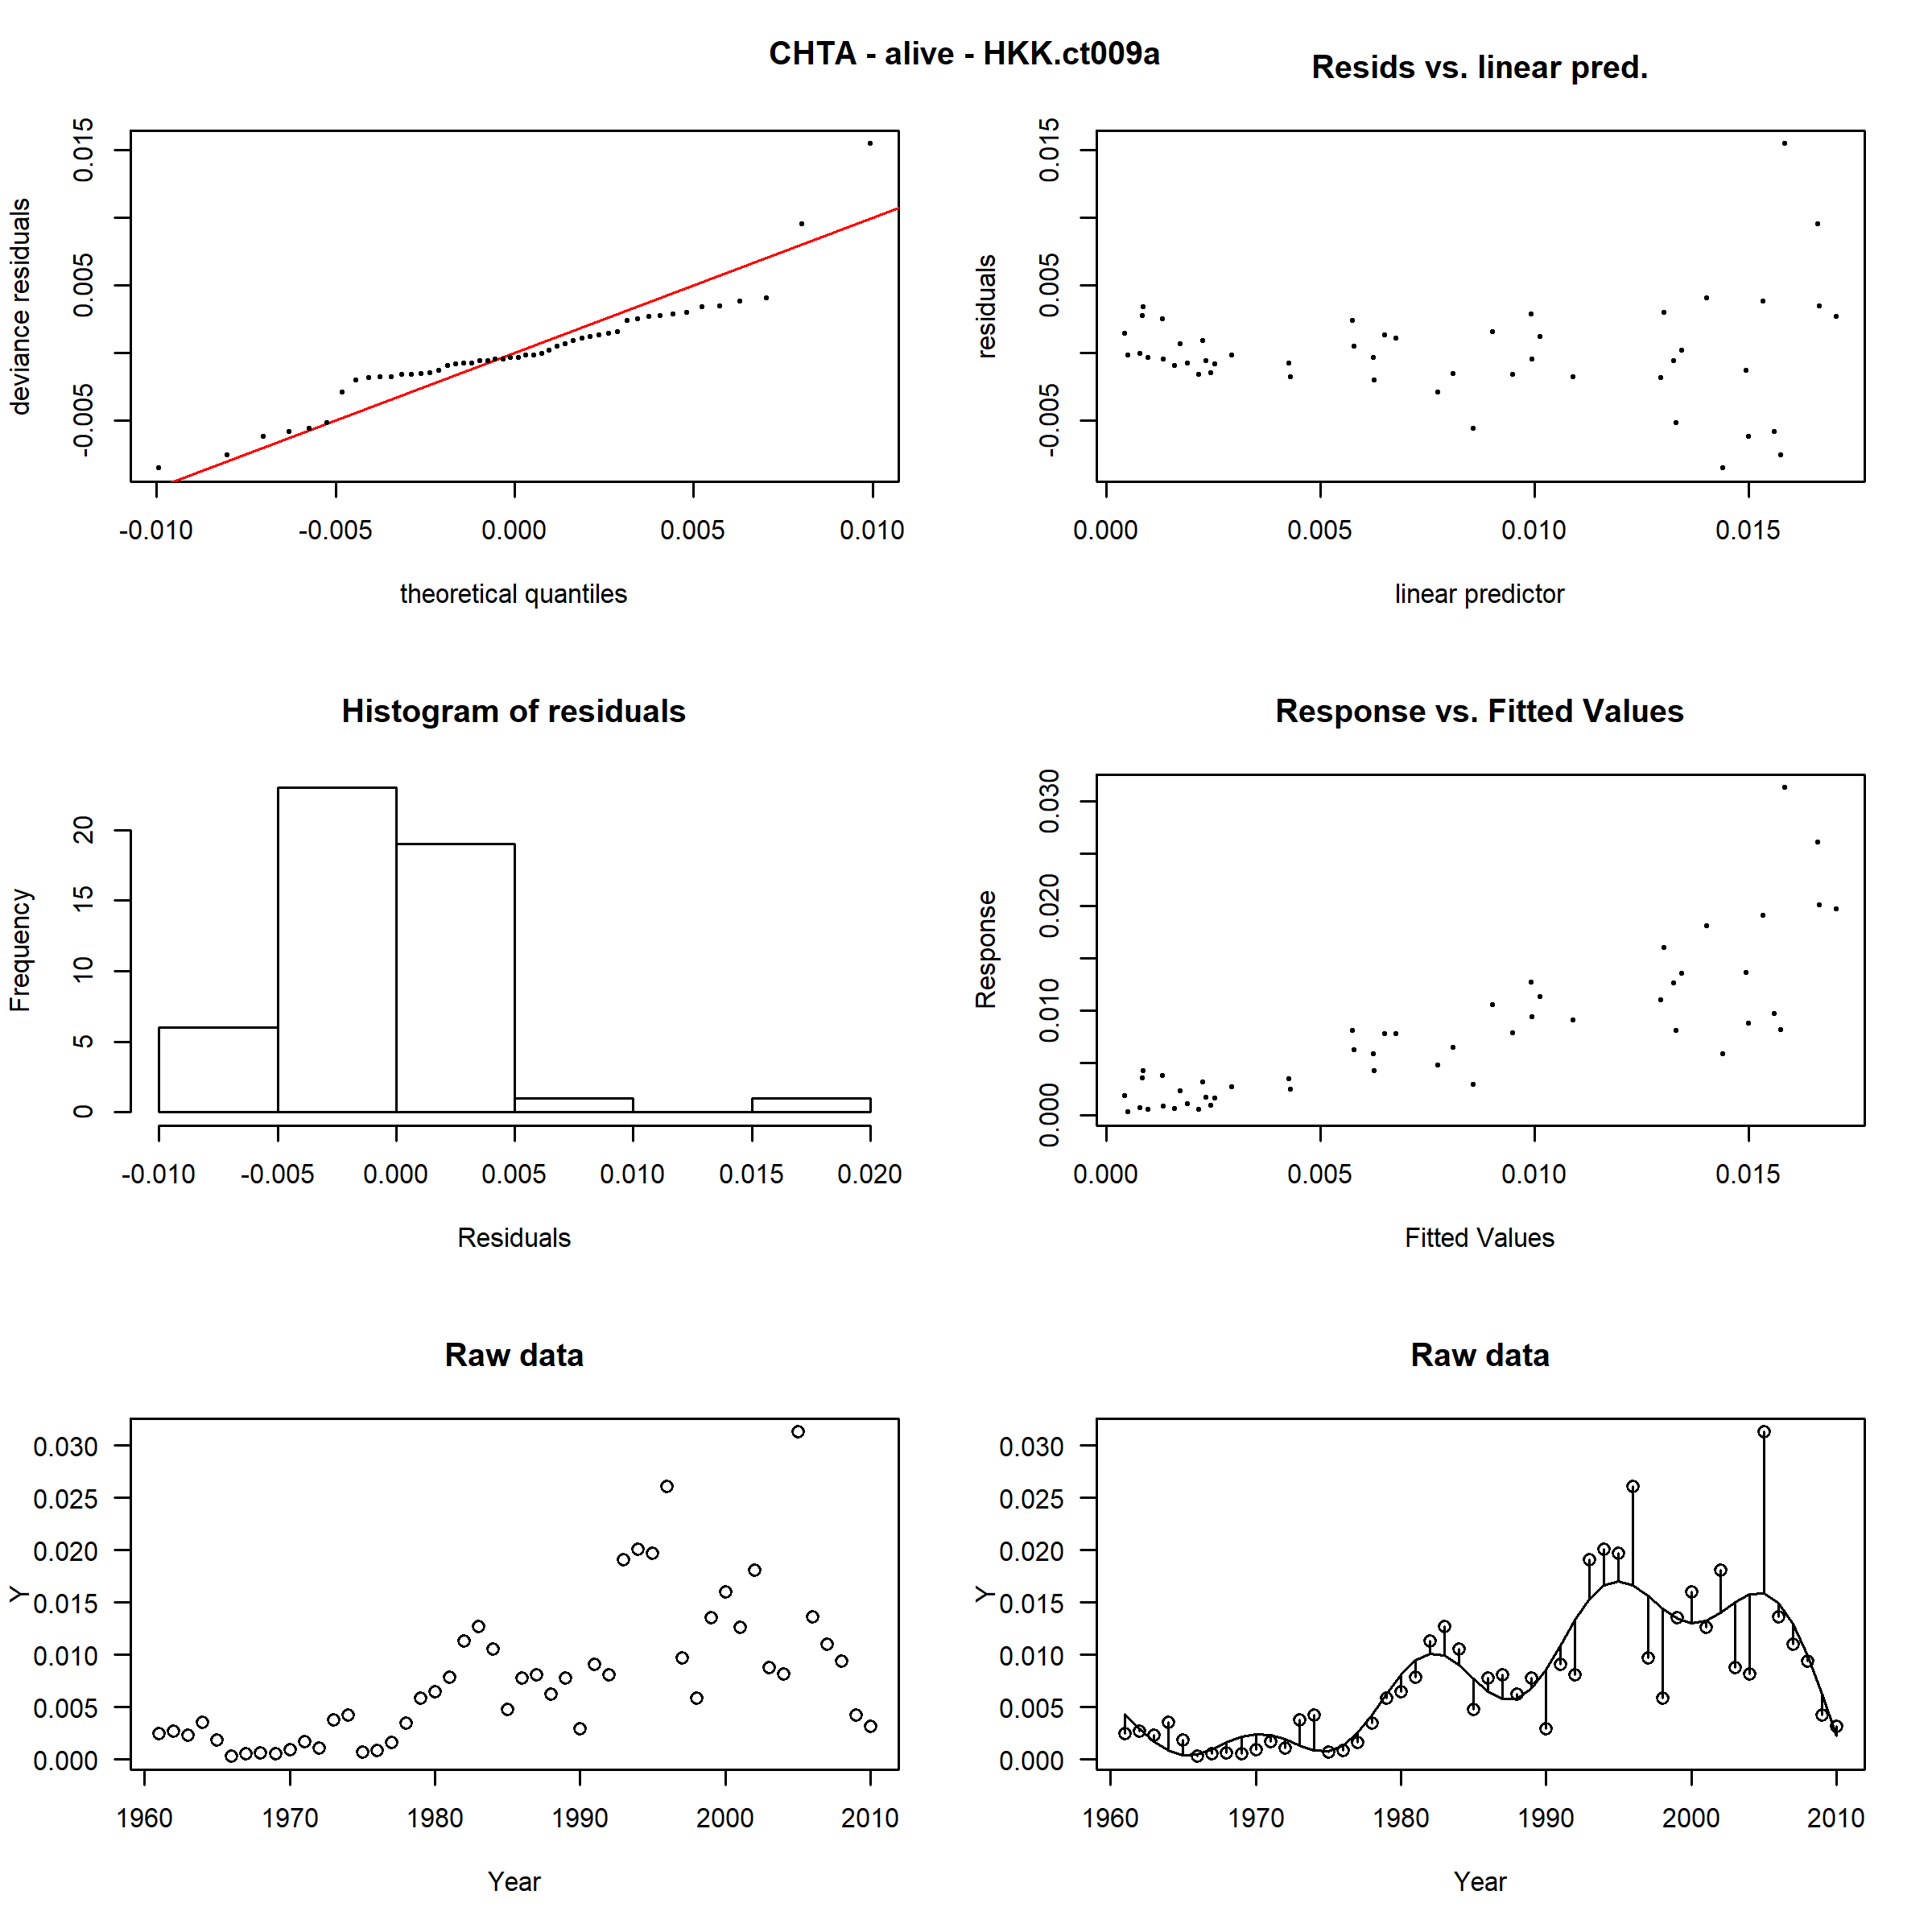 CHTA - alive - HKK.ct009a
Resids vs. linear pred.
deviance residuals
-0.005 0.005 0.015
-0.010 -0.005 0.000 0.005 0.010
theoretical quantiles
residuals
-0.005 0.005 0.015
0.000 0.005 0.010 0.015
linear predictor
Histogram of residuals
Frequency
0 5 10 15 20
-0.010 -0.005 0.000 0.005 0.010 0.015 0.020
Residuals
Response vs. Fitted Values
Response
0.000 0.010 0.020 0.030
0.000 0.005 0.010 0.015
Fitted Values
Raw data
Y
0.030
0.025
0.020
0.015
0.010
0.005
0.000
1960 1970 1980 1990 2000 2010
Year
Raw data
Y
0.030
0.025
0.020
0.015
0.010
0.005
0.000
1960 1970 1980 1990 2000 2010
Year